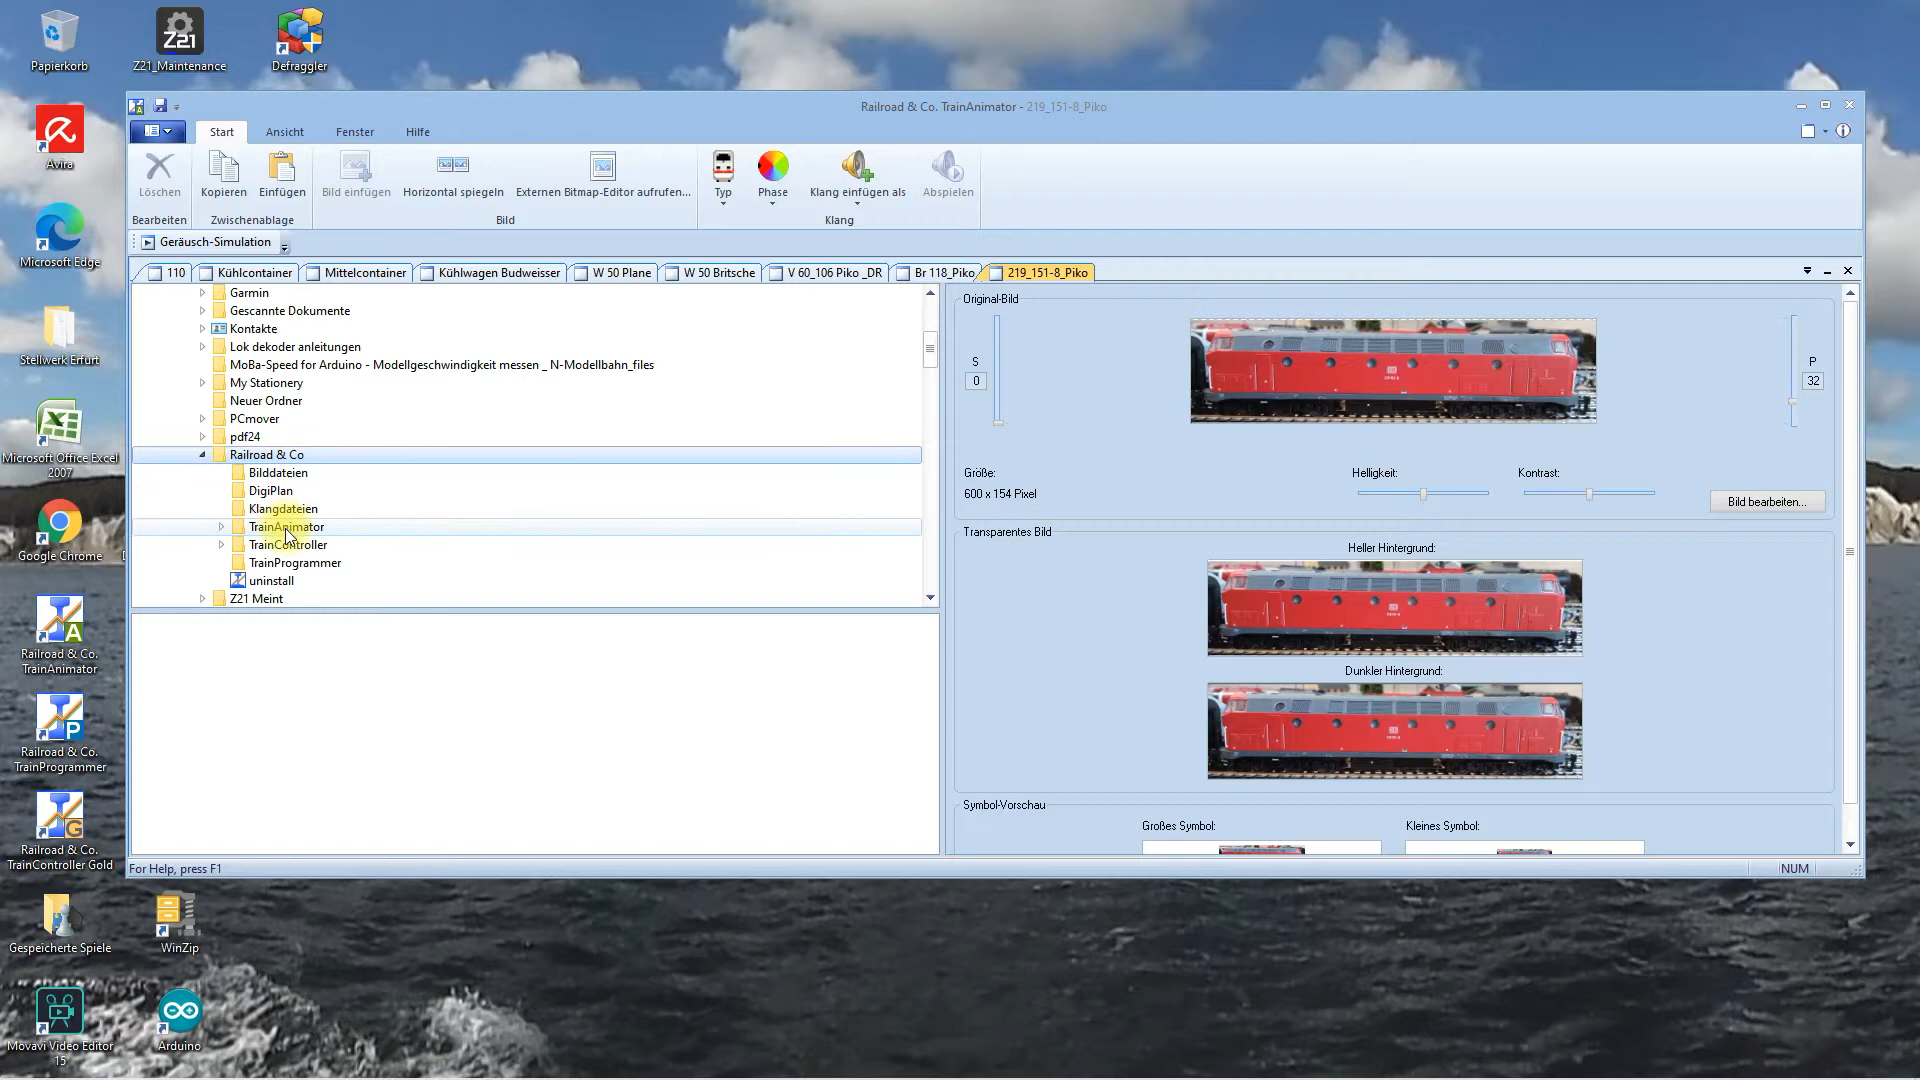 Papierkorb
Z21
Z21_Maintenance
Defraggler
Avira
Microsoft Edge
Stellwerk Erfurt
Microsoft Office Excel
2007
Google Chrome
A
Railroad & Co.
TrainAnimator
P
Railroad & Co.
TrainProgrammer
G
Railroad & Co.
TrainController Gold
Gespeicherte Spiele
WinZip
Movavi Video Editor
15
Arduino
Railroad & Co. TrainAnimator - 219_151-8_Piko
Start Ansicht Fenster Hilfe
Löschen Kopieren Einfügen Bild einfügen Horizontal spiegeln Externen Bitmap-Editor aufrufen... Typ Phase Klang einfügen als Abspielen
Bearbeiten Zwischenablage Bild Klang
Geräusch-Simulation
110 Kühlcontainer Mittelcontainer Kühlwagen Budweisser W 50 Plane W 50 Britsche V 60_106 Piko _DR Br 118_Piko 219_151-8_Piko
Garmin
Gescannte Dokumente
Kontakte
Lok dekoder anleitungen
MoBa-Speed for Arduino - Modellgeschwindigkeit messen _ N-Modellbahn_files
My Stationery
Neuer Ordner
PCmover
pdf24
Railroad & Co
Bilddateien
DigiPlan
Klangdateien
TrainAnimator
TrainController
TrainProgrammer
uninstall
Z21 Meint
Original-Bild
S
0
P
32
Größe:
600 x 154 Pixel
Helligkeit:
Kontrast:
Bild bearbeiten...
Transparentes Bild
Heller Hintergrund:
Dunkler Hintergrund:
Symbol-Vorschau
Großes Symbol:
Kleines Symbol:
For Help, press F1
NUM